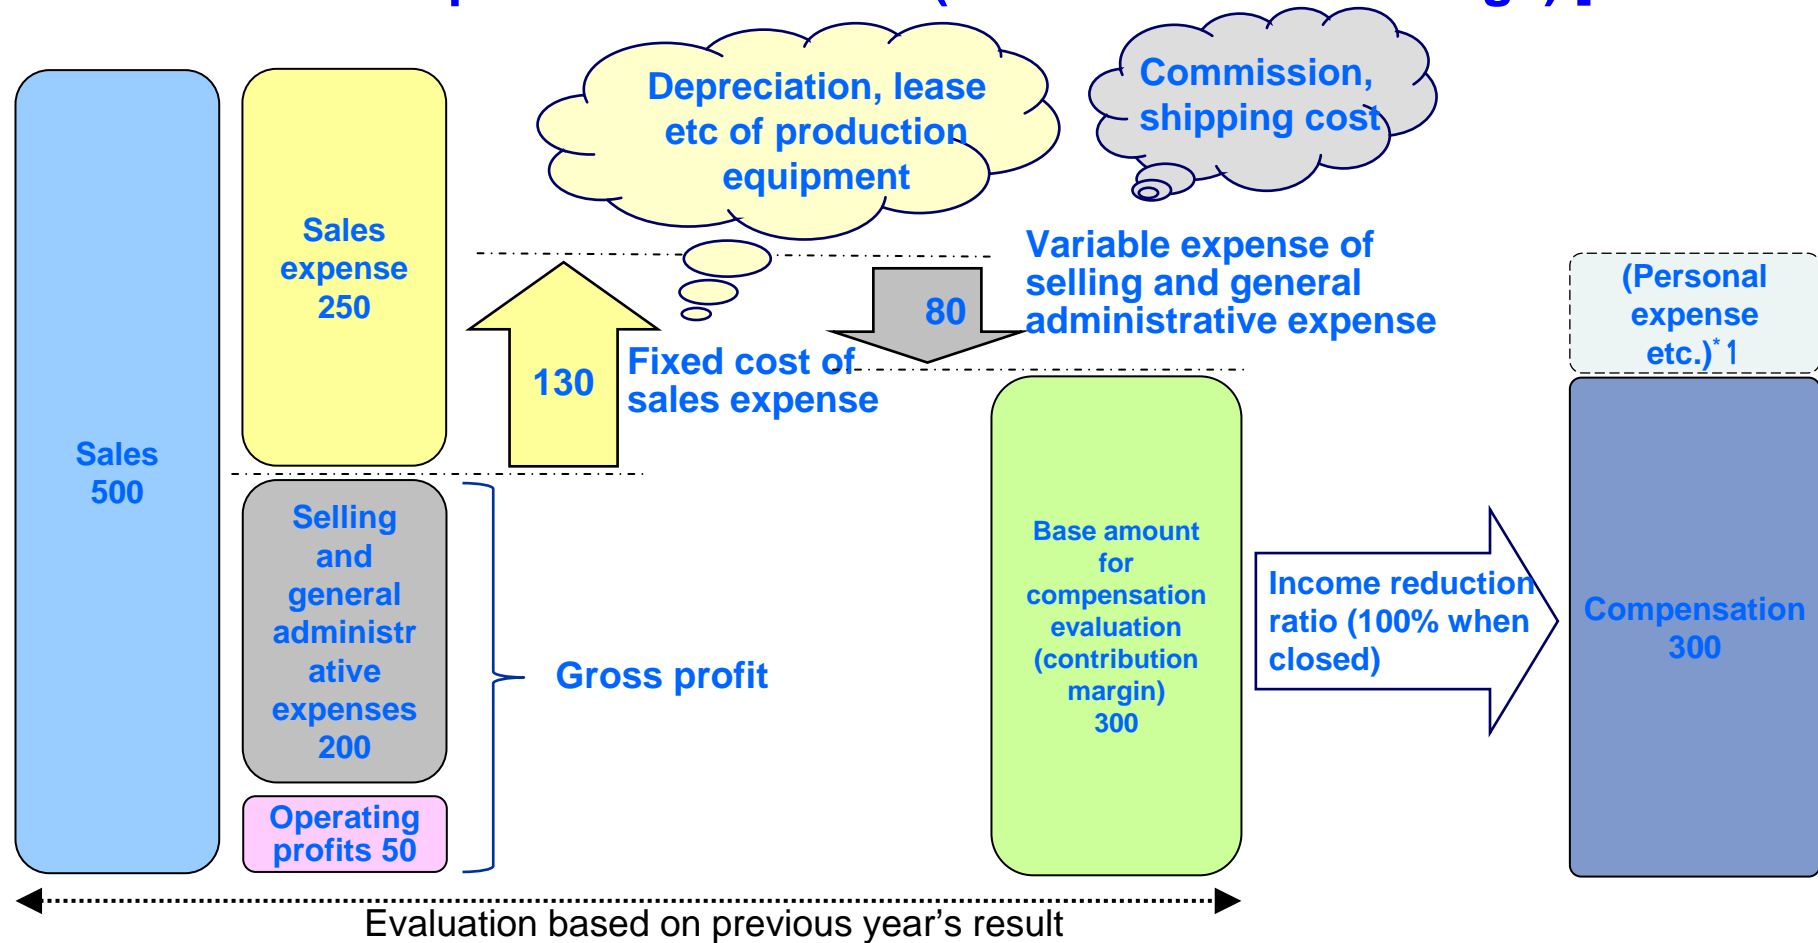 Depreciation, lease
etc of production
equipment
Commission,
shipping cost
Sales
500
Sales
expense
250
130
Fixed cost of
sales expense
80
Variable expense of
selling and general
administrative expense
Selling
and
general
administr
ative
expenses
200
Operating
profits 50
Gross profit
Base amount
for
compensation
evaluation
(contribution
margin)
300
Income reduction
ratio (100% when
closed)
(Personal
expense
etc.)*1
Compensation
300
Evaluation based on previous year's result